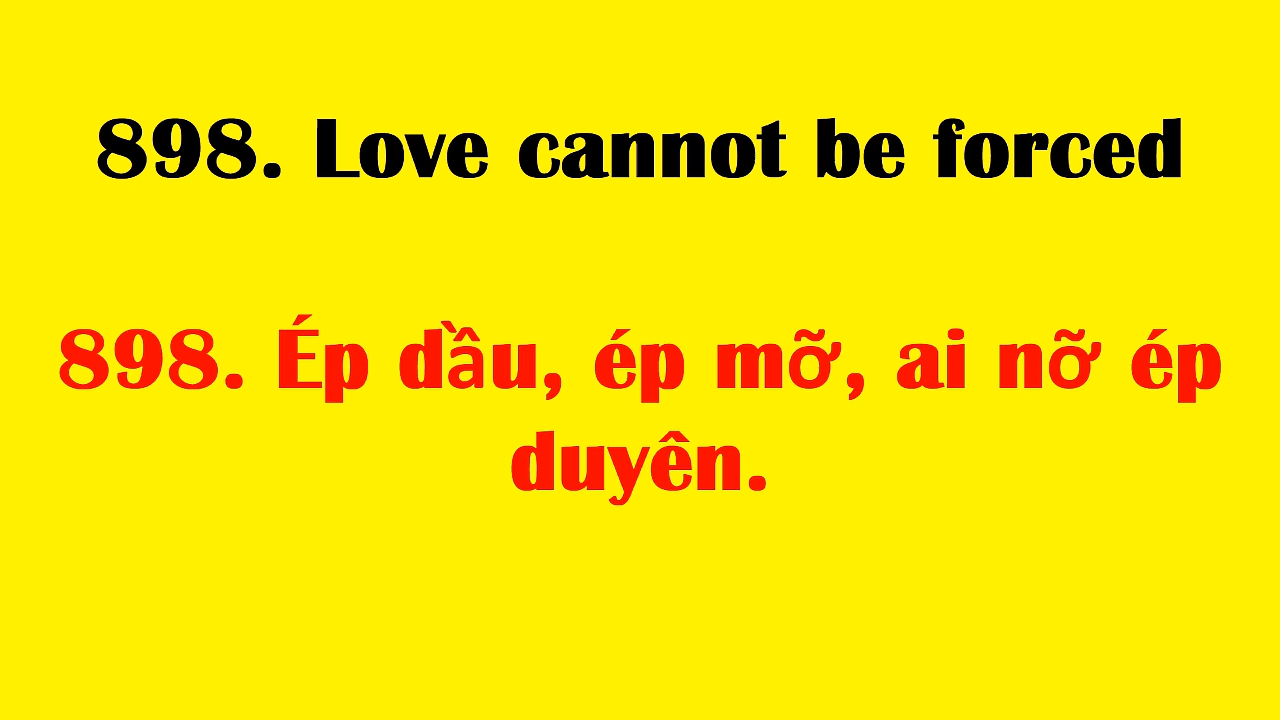 898. Love cannot be forced
898. Ép dầu, ép mỡ, ai nỡ ép
duyên.